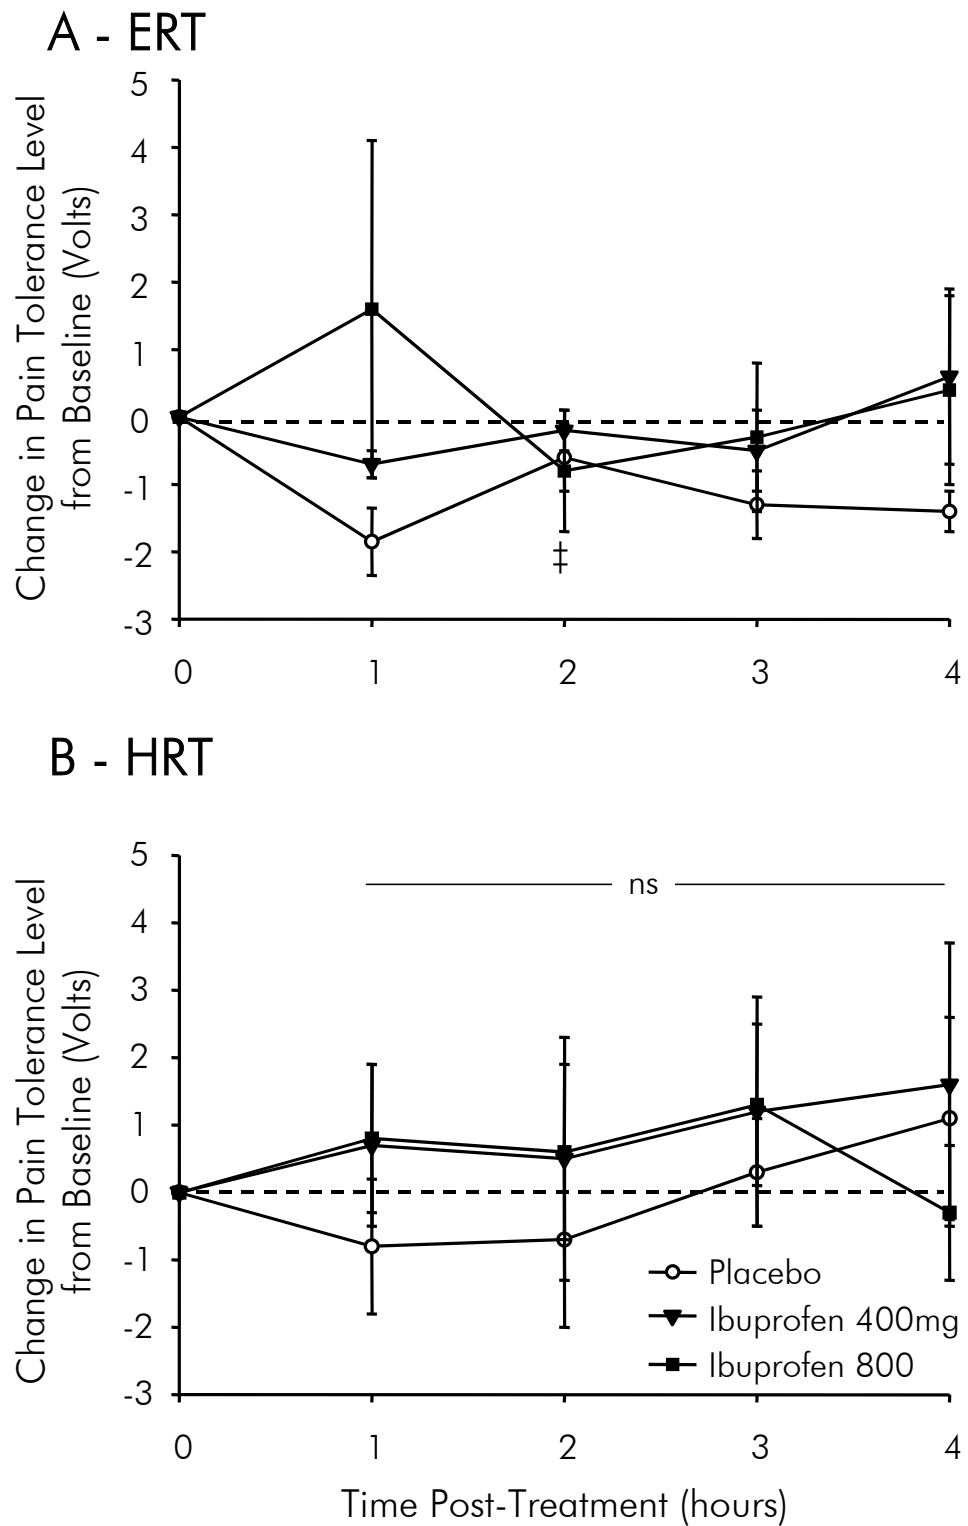 A - ERT
Change in Pain Tolerance Level
from Baseline (Volts)
5
4
3
2
1
0
-1
-2
-3
‡
0 1 2 3 4
B - HRT
Change in Pain Tolerance Level
from Baseline (Volts)
5
4
3
2
1
0
-1
-2
-3
ns
Placebo
Ibuprofen 400mg
Ibuprofen 800
0 1 2 3 4
Time Post-Treatment (hours)